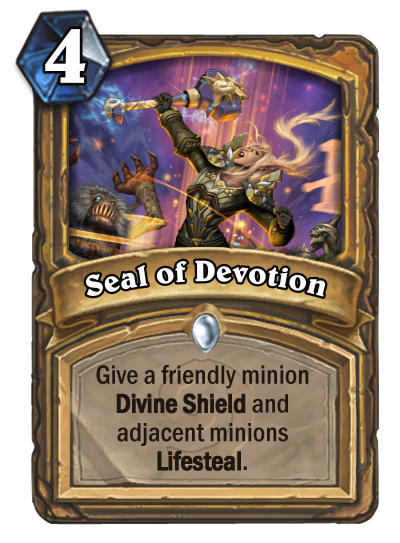 4
Seal of Devotion
Give a friendly minion
Divine Shield and
adjacent minions
Lifesteal.